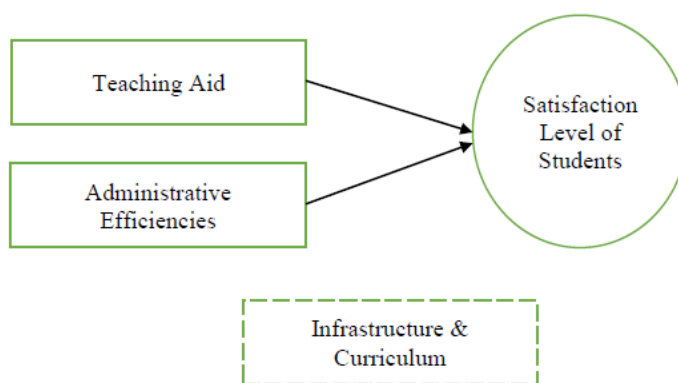 Teaching Aid
Administrative
Efficiencies
Satisfaction
Level of
Students
Infrastructure &
Curriculum